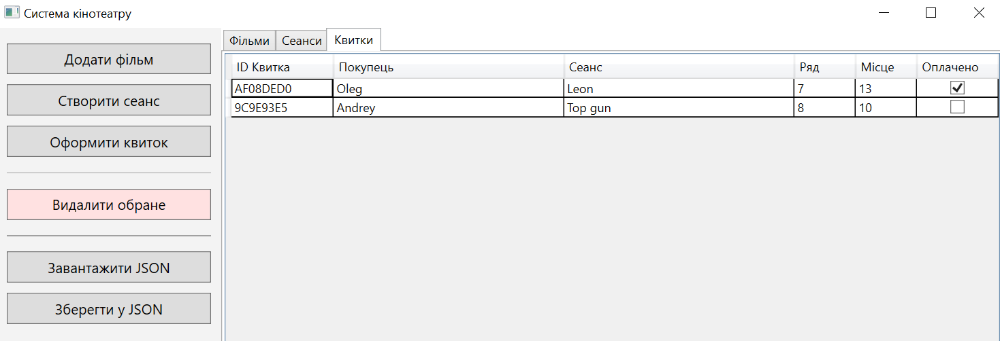 Система кінотеатру
Додати фільм
Створити сеанс
Оформити квиток
Видалити обране
Завантажити JSON
Зберегти у JSON
Фільми Сеанси Квитки
ID Квитка Покупець Сеанс Ряд Місце Оплачено
AF08DED0 Oleg Leon 7 13
9C9E93E5 Andrey Top gun 8 10